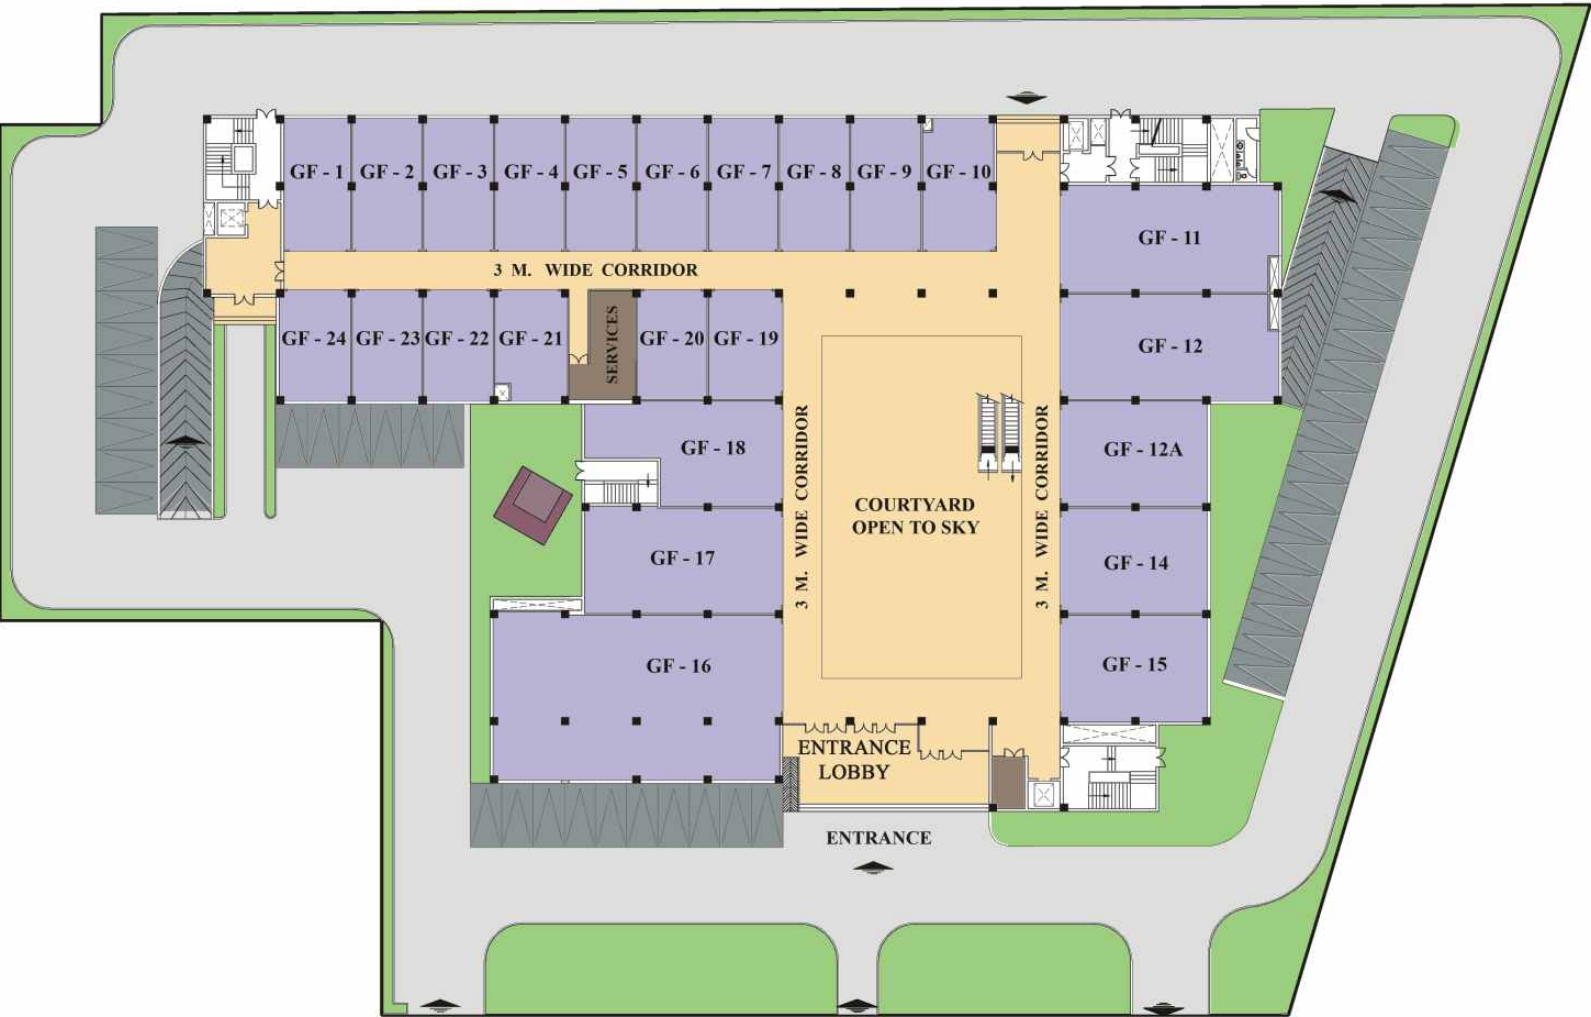 GF - 1
GF - 2
GF - 3
GF - 4
GF - 5
GF - 6
GF - 7
GF - 8
GF - 9
GF - 10
GF - 11
3 M. WIDE CORRIDOR
GF - 24
GF - 23
GF - 22
GF - 21
SERVICES
GF - 20
GF - 19
GF - 12
GF - 18
3 M. WIDE CORRIDOR
COURTYARD
OPEN TO SKY
3 M. WIDE CORRIDOR
GF - 12A
GF - 17
GF - 14
GF - 16
GF - 15
ENTRANCE
LOBBY
ENTRANCE